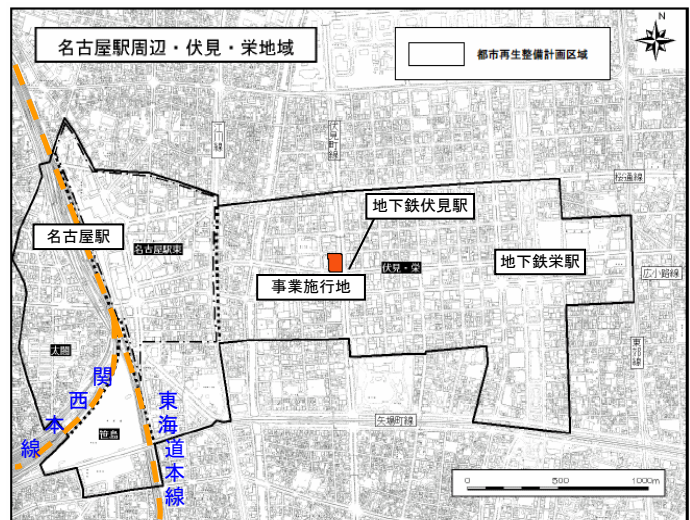 名古屋駅周辺・伏見・栄地域
都市再生整備計画区域
N
伏見町線
桜通線
地下鉄伏見駅
名古屋駅
名古屋駅東
伏見・栄
地下鉄栄駅
広小路線
事業施行地
太閤
関西本線
東海道本線
笹島
矢場町線
0 500 1000m